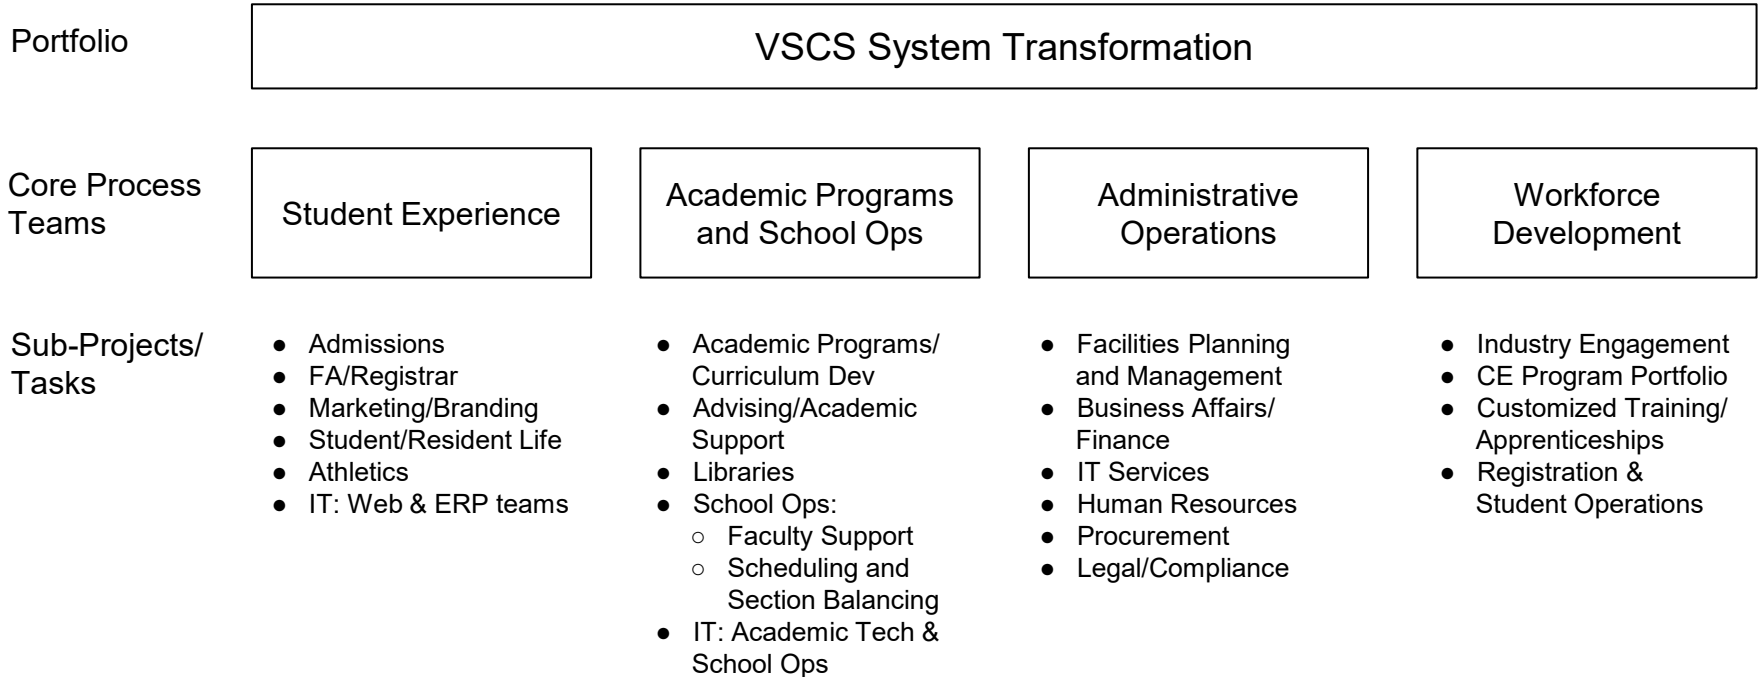 Portfolio
VSCS System Transformation
Core Process
Teams
Student Experience
Academic Programs
and School Ops
Administrative
Operations
Workforce
Development
Sub-Projects/
Tasks
● Admissions
● FA/Registrar
● Marketing/Branding
● Student/Resident Life
● Athletics
● IT: Web & ERP teams
● Academic Programs/
Curriculum Dev
● Advising/Academic
Support
● Libraries
● School Ops:
○ Faculty Support
○ Scheduling and
Section Balancing
● IT: Academic Tech &
School Ops
● Facilities Planning
and Management
● Business Affairs/
Finance
● IT Services
● Human Resources
● Procurement
● Legal/Compliance
● Industry Engagement
● CE Program Portfolio
● Customized Training/
Apprenticeships
● Registration &
Student Operations